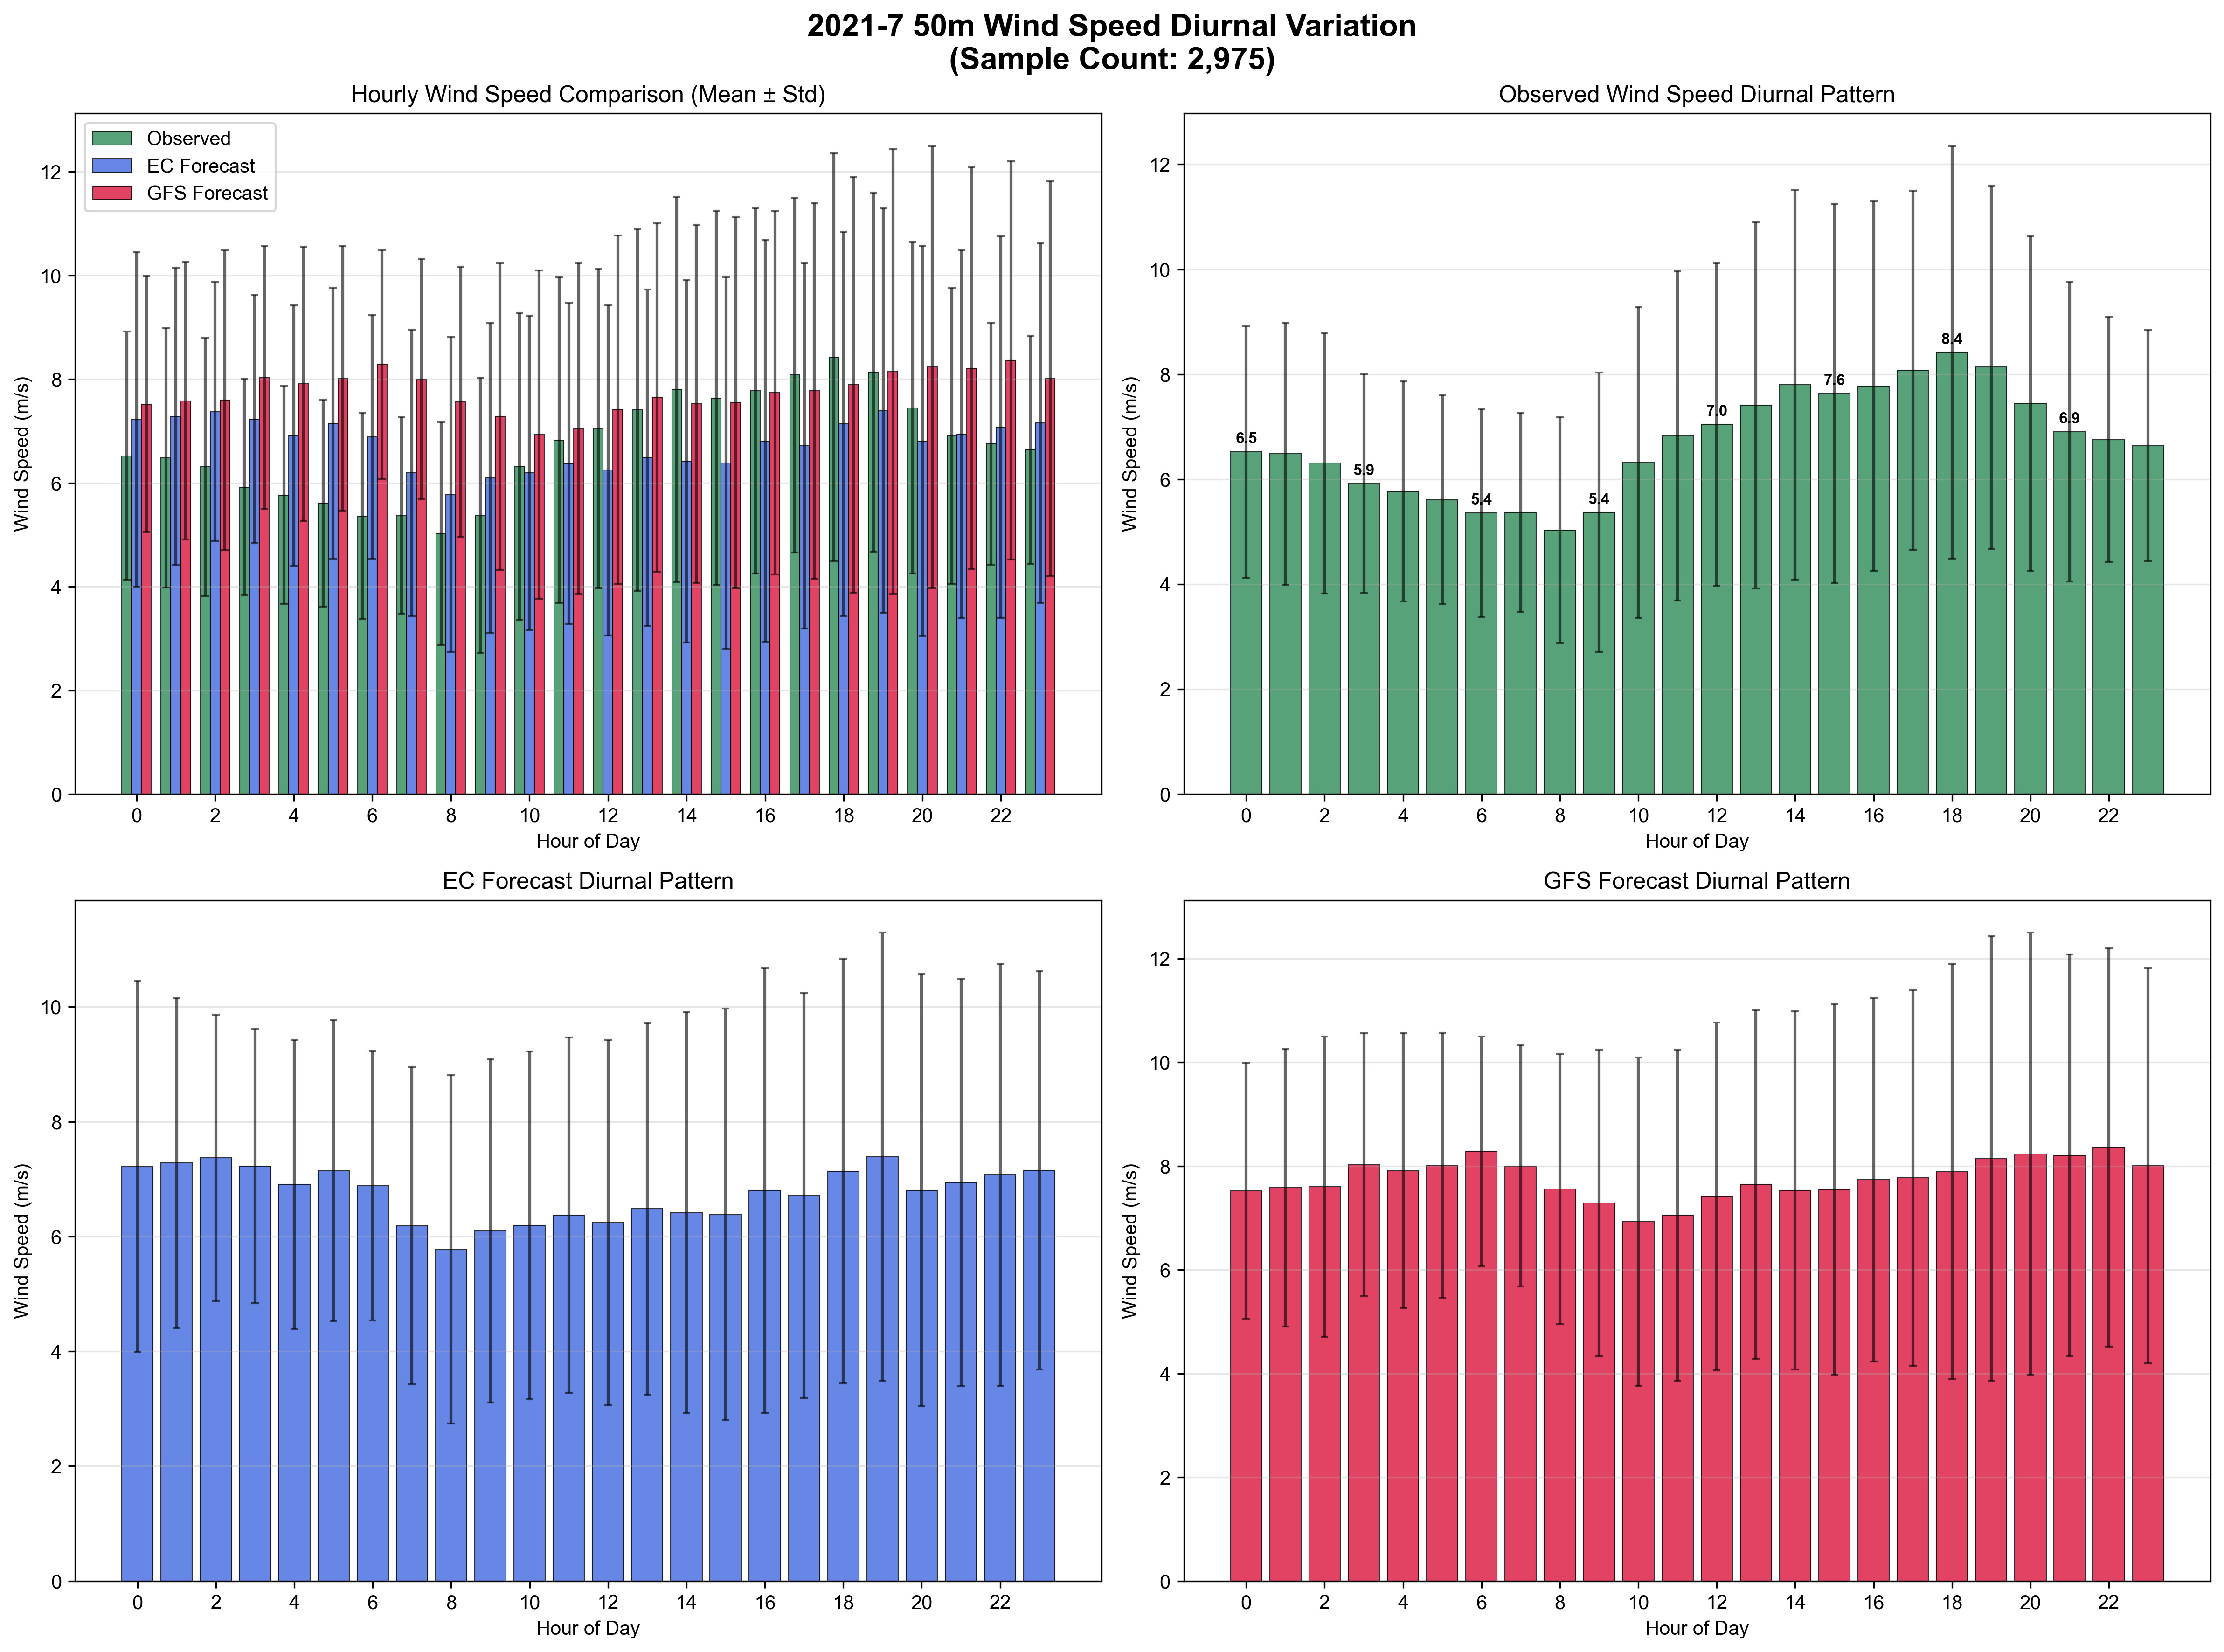 2021-7 50m Wind Speed Diurnal Variation
(Sample Count: 2,975)
Hourly Wind Speed Comparison (Mean ± Std)
Observed
EC Forecast
GFS Forecast
Wind Speed (m/s)
12
10
8
6
4
2
0
0 2 4 6 8 10 12 14 16 18 20 22
Hour of Day
Observed Wind Speed Diurnal Pattern
Wind Speed (m/s)
12
10
8
6
4
2
0
6.5 5.9 5.4 5.4 7.0 7.6 8.4 6.9
0 2 4 6 8 10 12 14 16 18 20 22
Hour of Day
EC Forecast Diurnal Pattern
Wind Speed (m/s)
10
8
6
4
2
0
0 2 4 6 8 10 12 14 16 18 20 22
Hour of Day
GFS Forecast Diurnal Pattern
Wind Speed (m/s)
12
10
8
6
4
2
0
0 2 4 6 8 10 12 14 16 18 20 22
Hour of Day